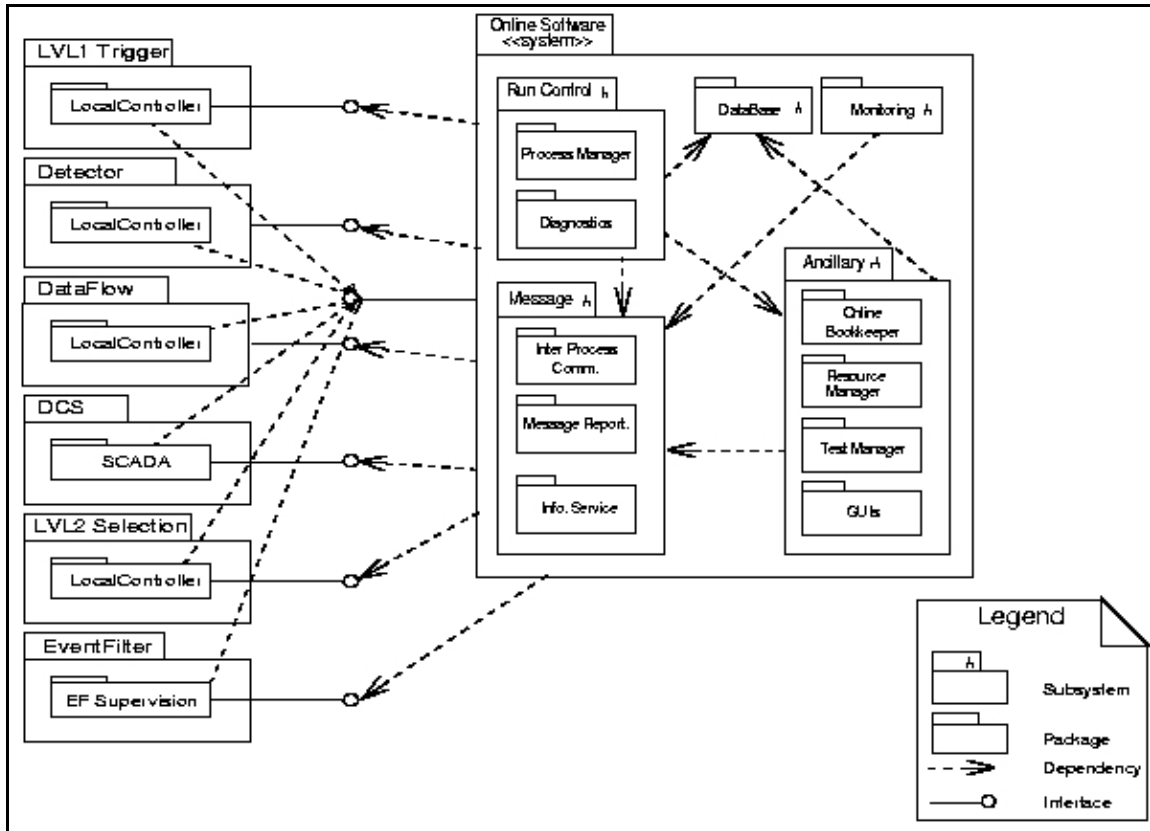 LVL1 Trigger
LocalController
Detector
LocalController
DataFlow
LocalController
DCS
SCADA
LVL2 Selection
LocalController
EventFilter
EF Supervision
Online Software
<<system>>
Run Control
Process Manager
Diagnostics
DataBase
Monitoring
Message
Inter Process
Comm.
Message Report.
Info. Service
Ancillary
Online
Bookkeeper
Resource
Manager
Test Manager
GUIs
Legend
Subsystem
Package
Dependency
Interface